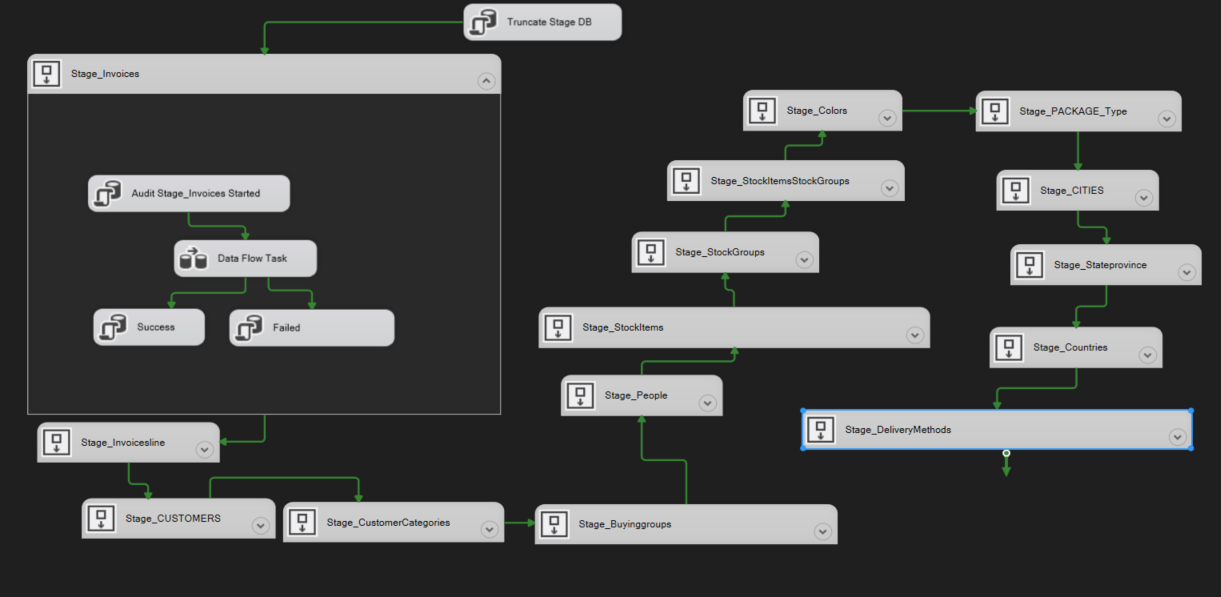 Truncate Stage DB
Stage_Invoices
Audit Stage_Invoices Started
Data Flow Task
Success
Failed
Stage_Invoicesline
Stage_CUSTOMERS
Stage_CustomerCategories
Stage_Buyinggroups
Stage_People
Stage_StockItems
Stage_StockGroups
Stage_StockItemsStockGroups
Stage_Colors
Stage_PACKAGE_Type
Stage_CITIES
Stage_Stateprovince
Stage_Countries
Stage_DeliveryMethods